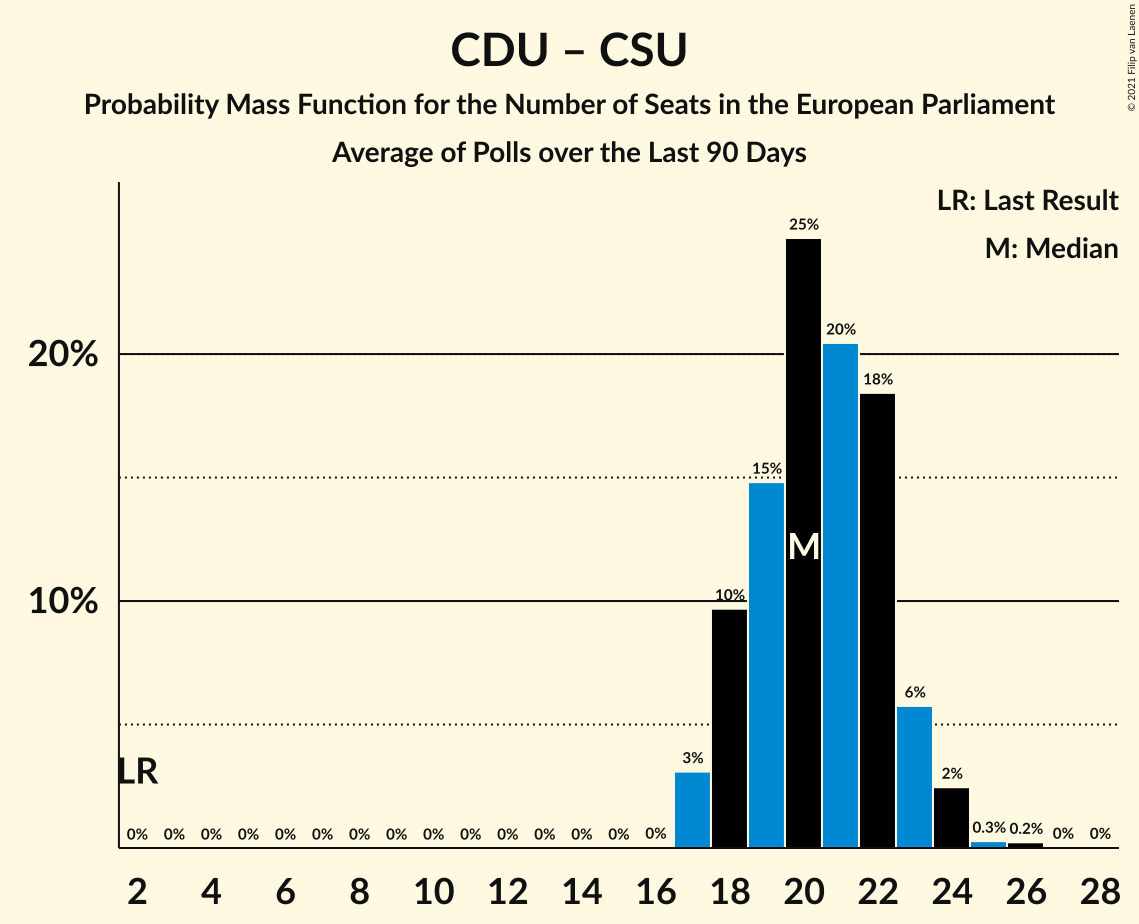 © 2021 Filip van Laenen
CDU – CSU
Probability Mass Function for the Number of Seats in the European Parliament
Average of Polls over the Last 90 Days
LR: Last Result
M: Median
25%
20%
20%
18%
15%
M
10%
10%
6%
3%
2%
LR
0% 0% 0% 0% 0% 0% 0% 0% 0% 0% 0% 0% 0% 0% 0% 0.3% 0.2% 0% 0%
2 4 6 8 10 12 14 16 18 20 22 24 26 28